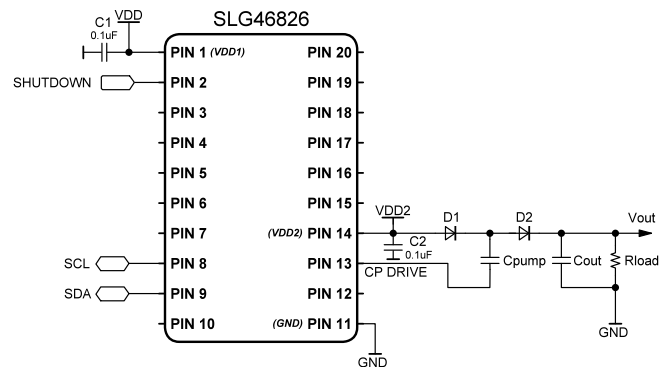 SLG46826
VDD
C1
0.1uF
PIN 1 (VDD1)
PIN 20
SHUTDOWN
PIN 2
PIN 19
PIN 3
PIN 18
PIN 4
PIN 17
PIN 5
PIN 16
PIN 6
PIN 15
PIN 7
(VDD2) PIN 14
VDD2
D1
D2
Vout
C2
0.1uF
SCL
PIN 8
PIN 13
CP DRIVE
Cpump
Cout
Rload
SDA
PIN 9
PIN 12
PIN 10
(GND) PIN 11
GND
GND